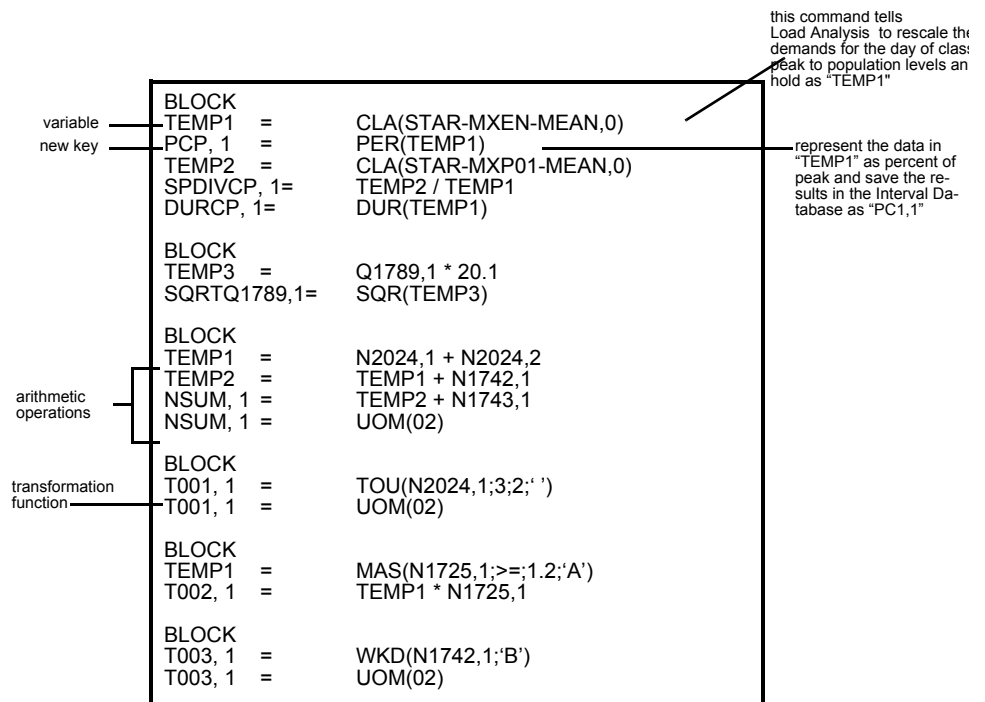 this command tells
Load Analysis  to rescale the
demands for the day of clas
peak to population levels an
hold as “TEMP1"
BLOCK
variable
TEMP1 = CLA(STAR-MXEN-MEAN,0)
new key
PCP, 1 = PER(TEMP1)
TEMP2 = CLA(STAR-MXP01-MEAN,0)
SPDIVCP, 1= TEMP2 / TEMP1
DURCP, 1= DUR(TEMP1)
represent the data in
“TEMP1” as percent of
peak and save the re-
sults in the Interval Da-
tabase as “PC1,1”
BLOCK
TEMP3 = Q1789,1 * 20.1
SQRTQ1789,1= SQR(TEMP3)
BLOCK
TEMP1 = N2024,1 + N2024,2
TEMP2 = TEMP1 + N1742,1
NSUM, 1 = TEMP2 + N1743,1
NSUM, 1 = UOM(02)
arithmetic
operations
BLOCK
T001, 1 = TOU(N2024,1;3;2;‘ ’)
T001, 1 = UOM(02)
transformation
function
BLOCK
TEMP1 = MAS(N1725,1;>=;1.2;‘A’)
T002, 1 = TEMP1 * N1725,1
BLOCK
T003, 1 = WKD(N1742,1;‘B’)
T003, 1 = UOM(02)